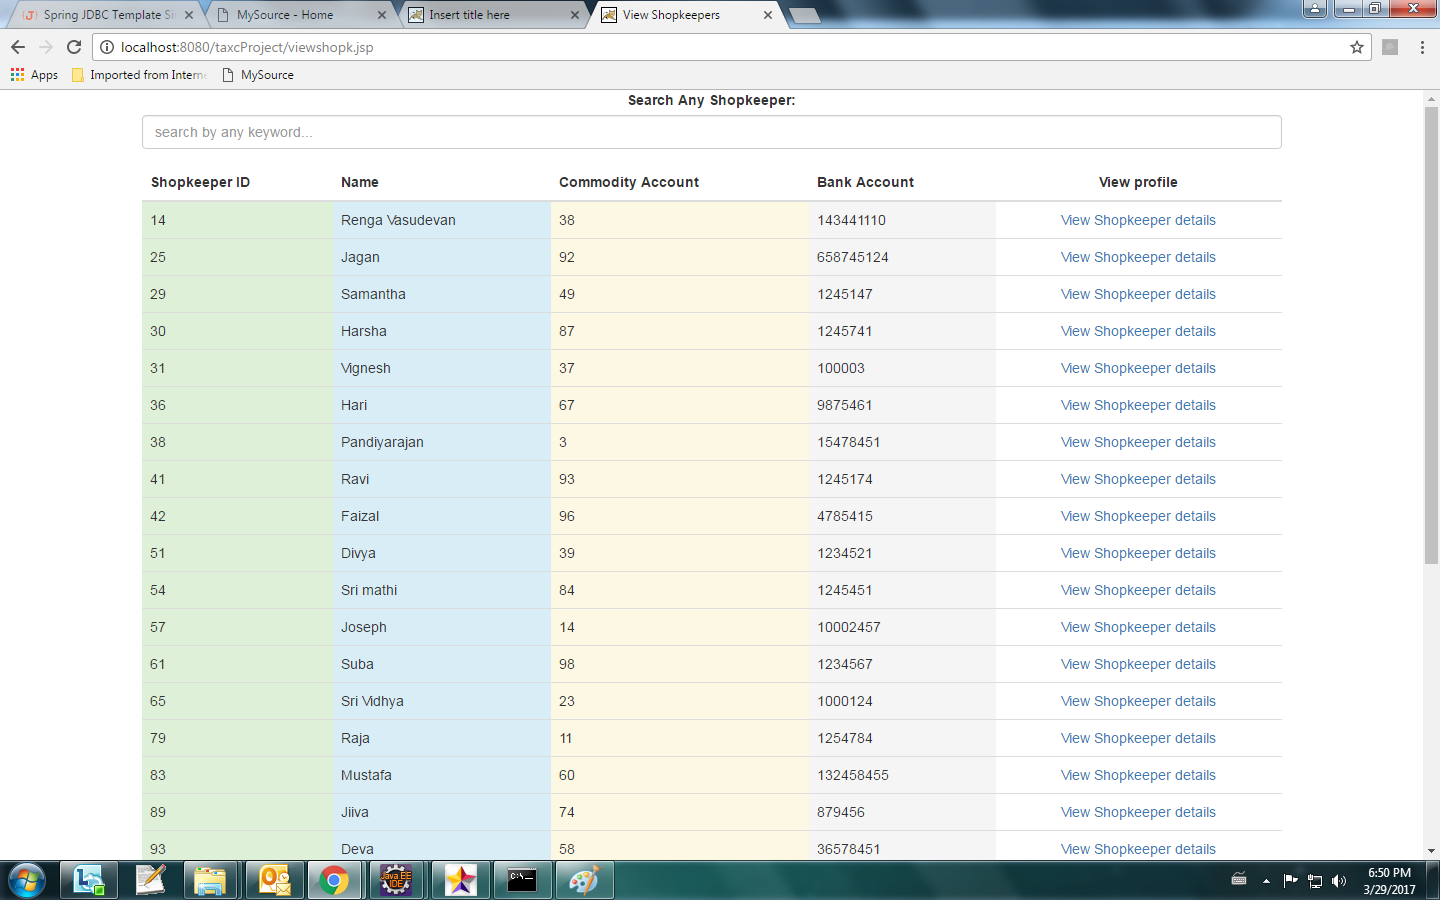 Spring JDBC Template Si
MySource - Home
Insert title here
View Shopkeepers
localhost:8080/taxcProject/viewshopk.jsp
Apps Imported from Intern MySource
Search Any Shopkeeper:
search by any keyword...
Shopkeeper ID Name Commodity Account Bank Account View profile
14 Renga Vasudevan 38 143441110 View Shopkeeper details
25 Jagan 92 658745124 View Shopkeeper details
29 Samantha 49 1245147 View Shopkeeper details
30 Harsha 87 1245741 View Shopkeeper details
31 Vignesh 37 100003 View Shopkeeper details
36 Hari 67 9875461 View Shopkeeper details
38 Pandiyarajan 3 15478451 View Shopkeeper details
41 Ravi 93 1245174 View Shopkeeper details
42 Faizal 96 4785415 View Shopkeeper details
51 Divya 39 1234521 View Shopkeeper details
54 Sri mathi 84 1245451 View Shopkeeper details
57 Joseph 14 10002457 View Shopkeeper details
61 Suba 98 1234567 View Shopkeeper details
65 Sri Vidhya 23 1000124 View Shopkeeper details
79 Raja 11 1254784 View Shopkeeper details
83 Mustafa 60 132458455 View Shopkeeper details
89 Jiiva 74 879456 View Shopkeeper details
93 Deva 58 36578451 View Shopkeeper details
Java EE
IDE
C:\.
6:50 PM
3/29/2017